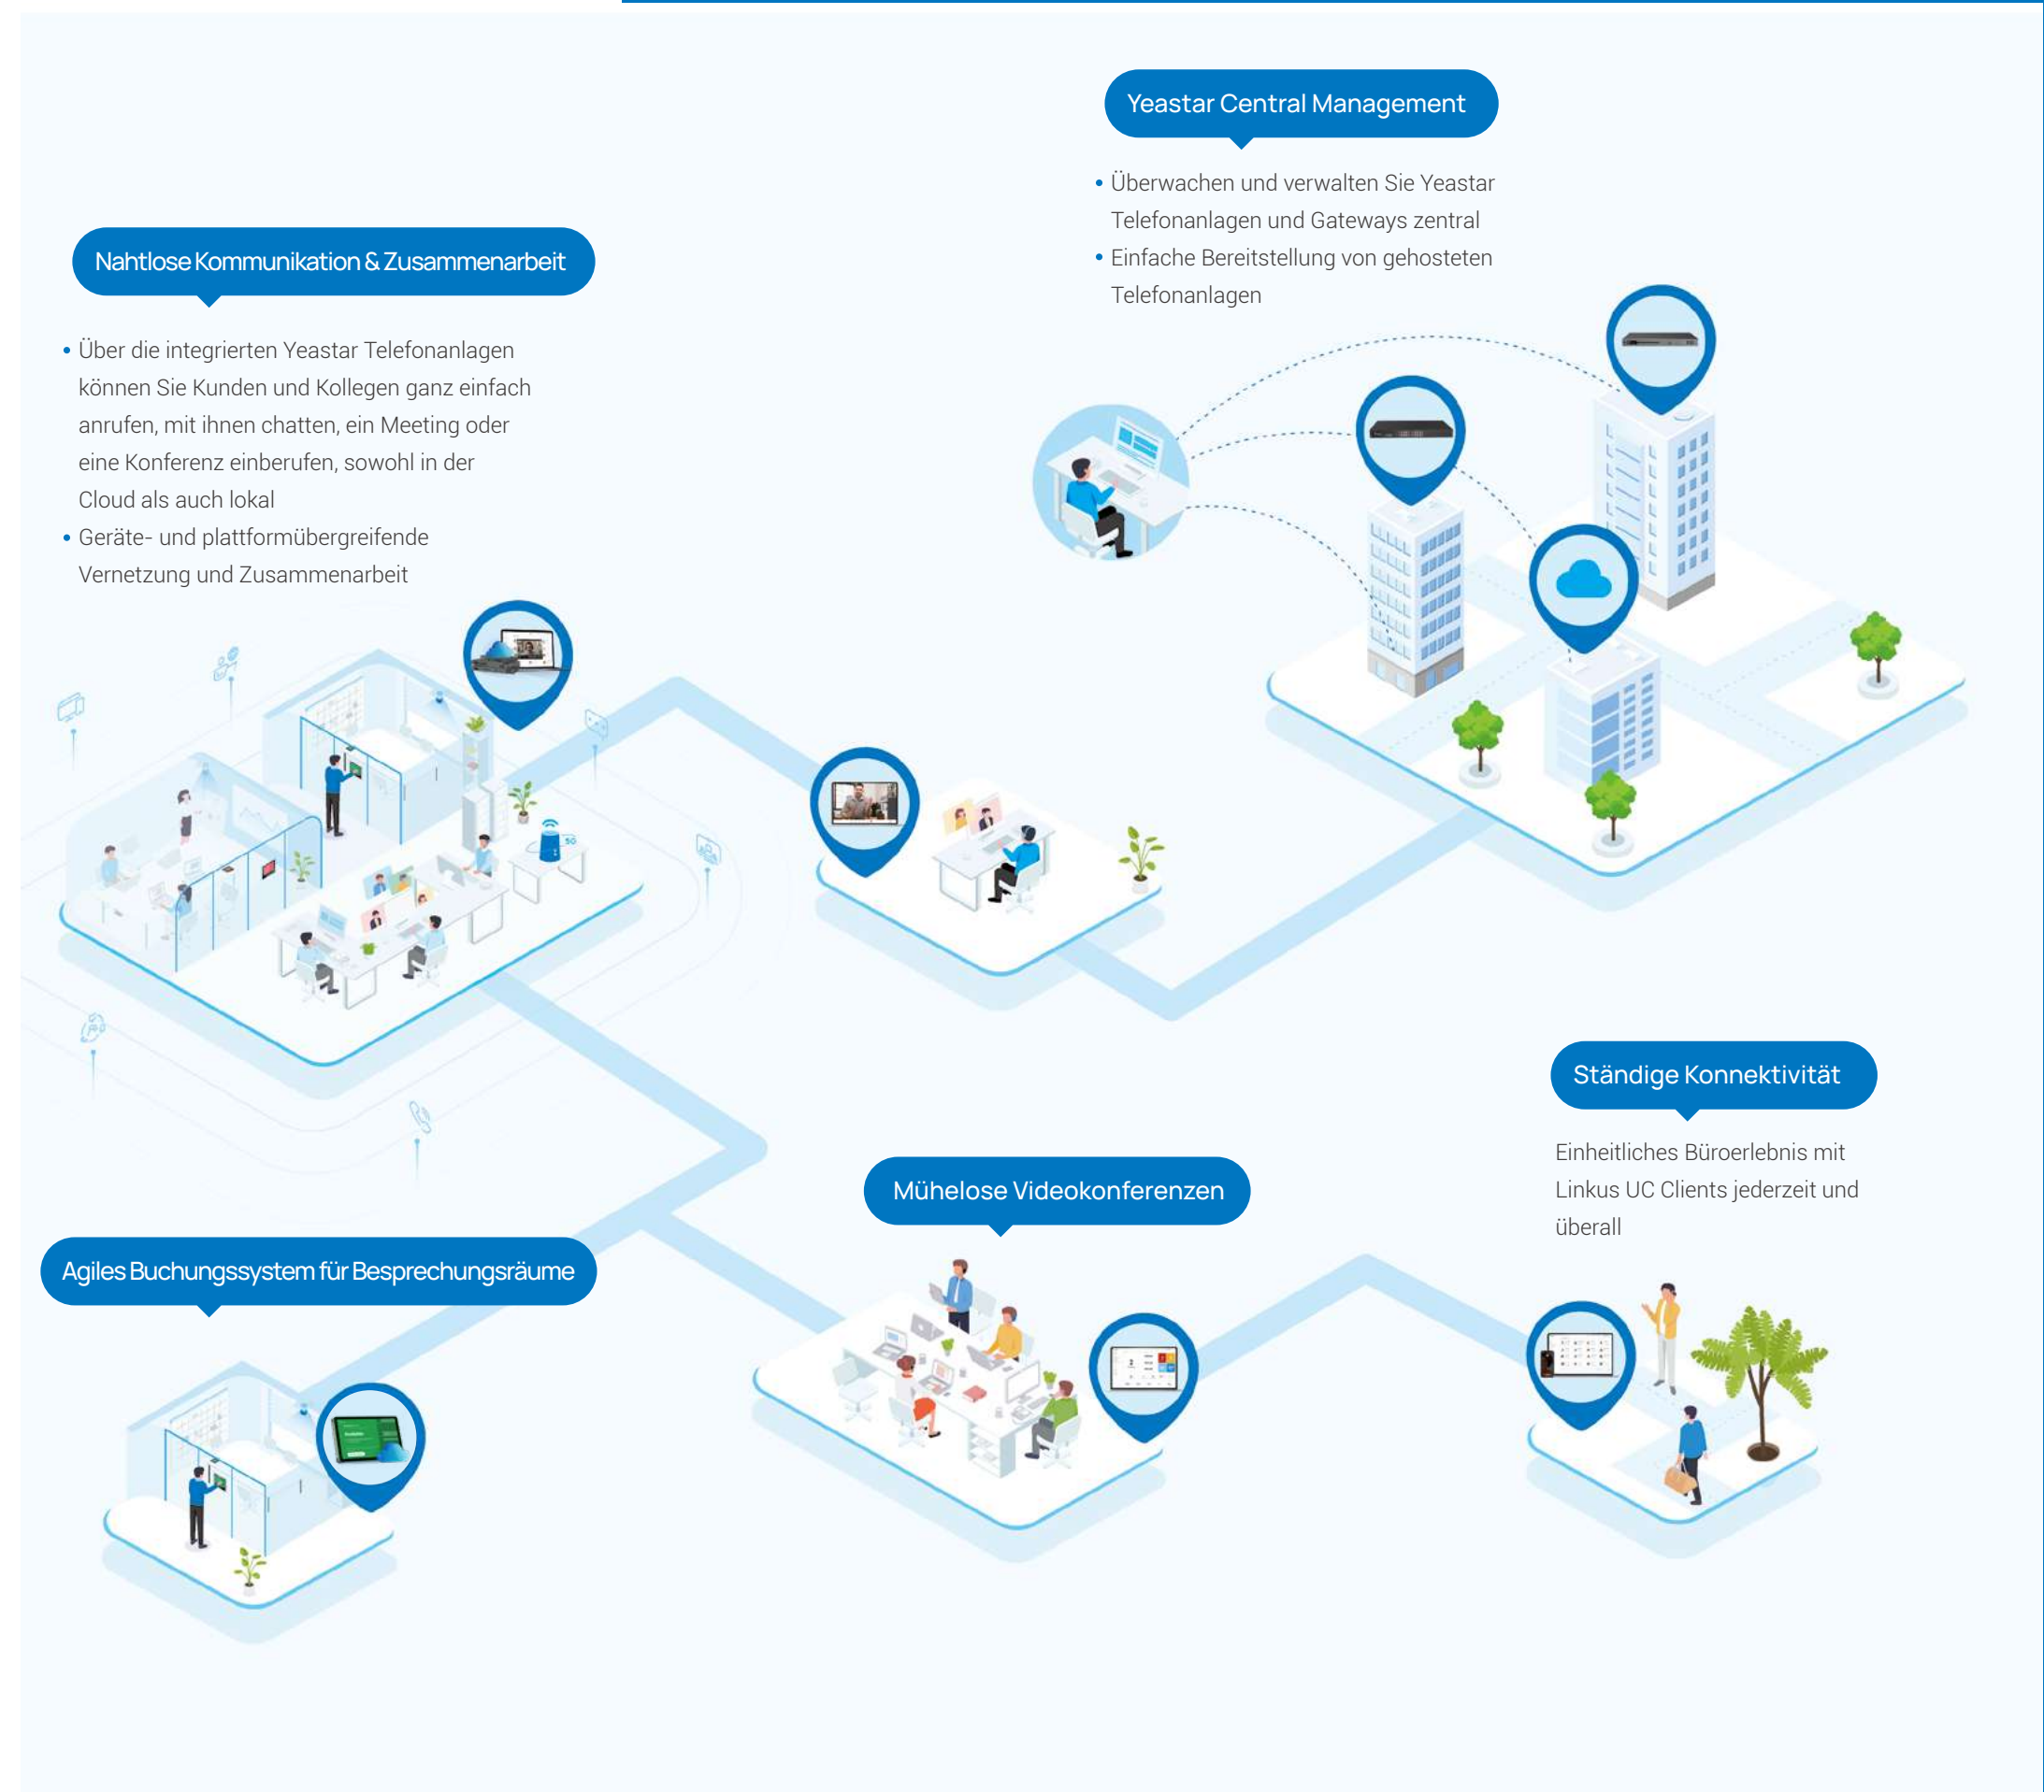 Yeastar Central Management
• Überwachen und verwalten Sie Yeastar
Telefonanlagen und Gateways zentral
• Einfache Bereitstellung von gehosteten
Telefonanlagen
Nahtlose Kommunikation & Zusammenarbeit
• Über die integrierten Yeastar Telefonanlagen
können Sie Kunden und Kollegen ganz einfach
anrufen, mit ihnen chatten, ein Meeting oder
eine Konferenz einberufen, sowohl in der
Cloud als auch lokal
• Geräte- und plattformübergreifende
Vernetzung und Zusammenarbeit
5G
Ständige Konnektivität
Einheitliches Büroerlebnis mit
Linkus UC Clients jederzeit und
überall
Mühelose Videokonferenzen
Agiles Buchungssystem für Besprechungsräume